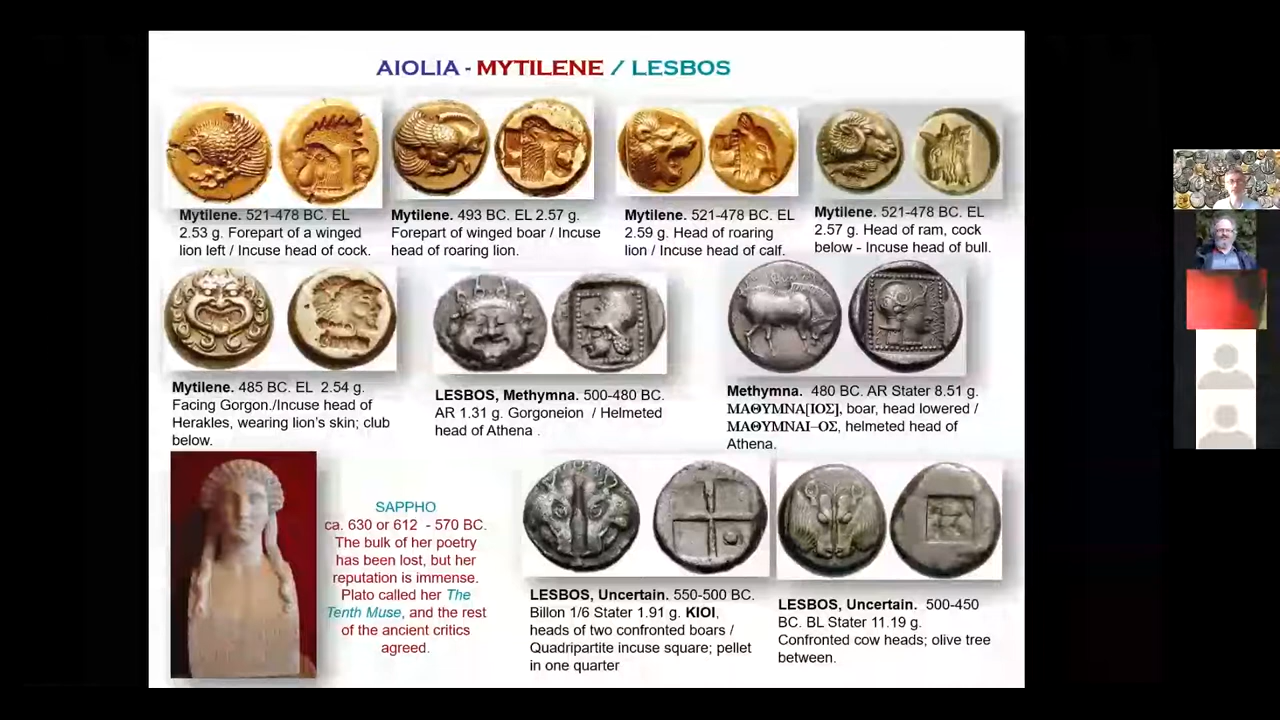 AIOLIA - MYTILENE / LESBOS
Mytilene. 521-478 BC. EL
2.53 g. Forepart of a winged
lion left / Incuse head of cock.
Mytilene. 493 BC. EL 2.57 g.
Forepart of winged boar / Incuse
head of roaring lion.
Mytilene. 521-478 BC. EL
2.59 g. Head of roaring
lion / Incuse head of calf.
Mytilene. 521-478 BC. EL
2.57 g. Head of ram, cock
below - Incuse head of bull.
Mytilene. 485 BC. EL 2.54 g.
Facing Gorgon./Incuse head of
Herakles, wearing lion's skin; club
below.
LESBOS, Methymna. 500-480 BC.
AR 1.31 g. Gorgoneion / Helmeted
head of Athena .
Methymna. 480 BC. AR Stater 8.51 g.
ΜΑΘΥΜΝΑ[ΙΟΣ], boar, head lowered /
ΜΑΘΥΜΝΑΙ–ΟΣ, helmeted head of
Athena.
SAPPHO
ca. 630 or 612 - 570 BC.
The bulk of her poetry
has been lost, but her
reputation is immense.
Plato called her The
Tenth Muse, and the rest
of the ancient critics
agreed.
LESBOS, Uncertain. 550-500 BC.
Billon 1/6 Stater 1.91 g. KIOI,
heads of two confronted boars /
Quadripartite incuse square; pellet
in one quarter
LESBOS, Uncertain. 500-450
BC. BL Stater 11.19 g.
Confronted cow heads; olive tree
between.